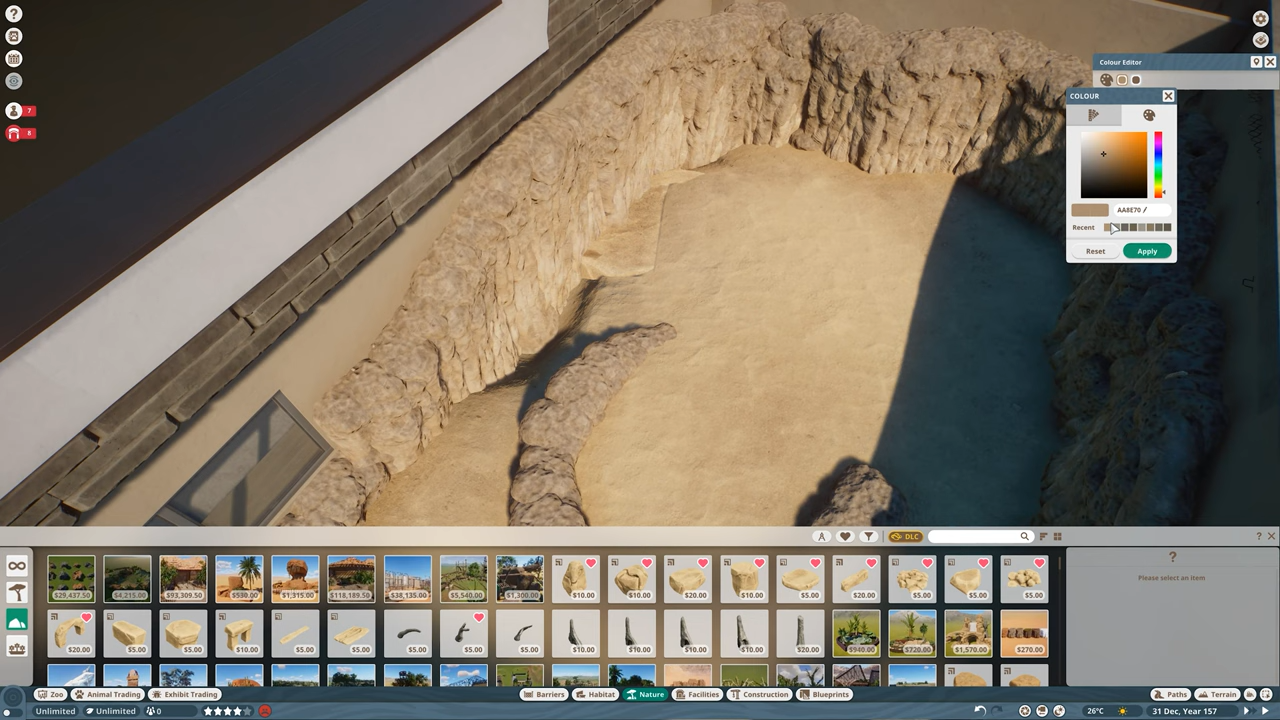 ?
7
8
Colour Editor
COLOUR
AA8E70 /
Recent
Reset
Apply
DLC
?
$29,437.50
$4,215.00
$93,309.50
$530.00
$1,315.00
$118,189.50
$38,135.00
$5,540.00
$1,300.00
$10.00
$10.00
$20.00
$10.00
$5.00
$20.00
$5.00
$5.00
$5.00
?
Please select an item
$20.00
$5.00
$5.00
$10.00
$5.00
$5.00
$5.00
$5.00
$5.00
$10.00
$10.00
$10.00
$10.00
$5.00
$940.00
$720.00
$1,570.00
$270.00
Zoo
Animal Trading
Exhibit Trading
Barriers
Habitat
Nature
Facilities
Construction
Blueprints
Paths
Terrain
Unlimited
Unlimited
0
26°C
31 Dec, Year 157